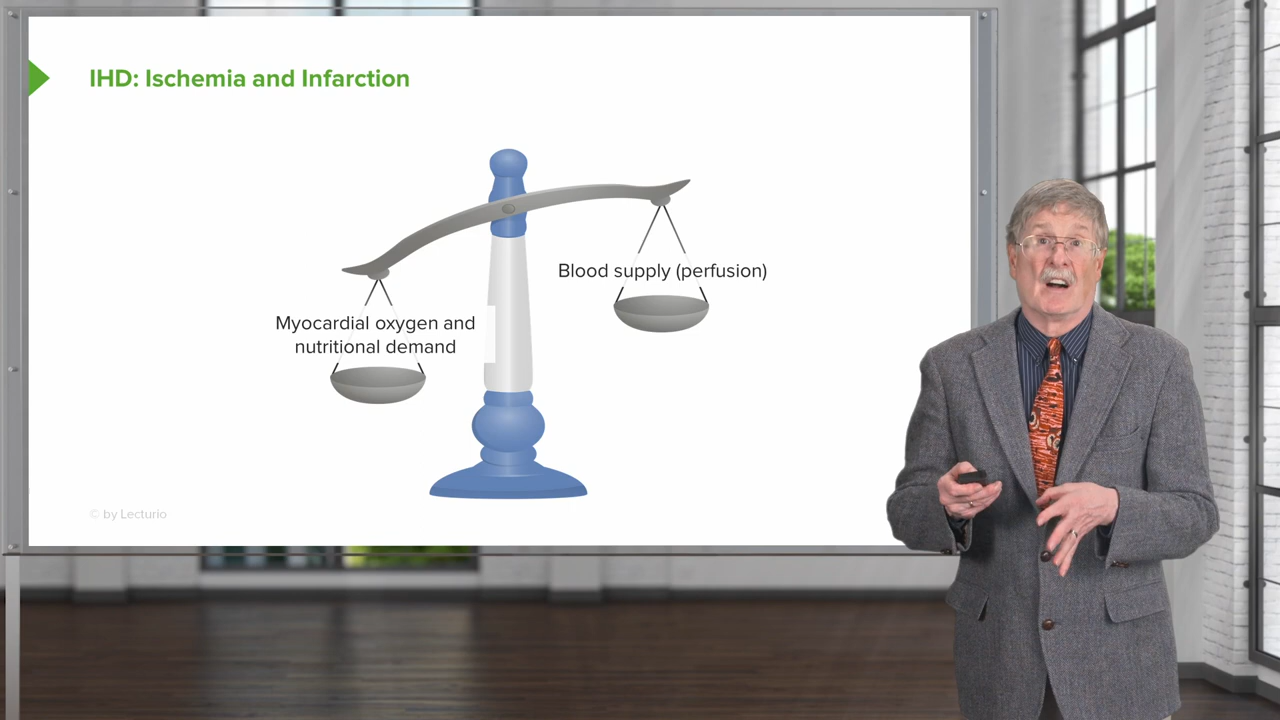 IHD: Ischemia and Infarction
Blood supply (perfusion)
Myocardial oxygen and
nutritional demand
© by Lecturio